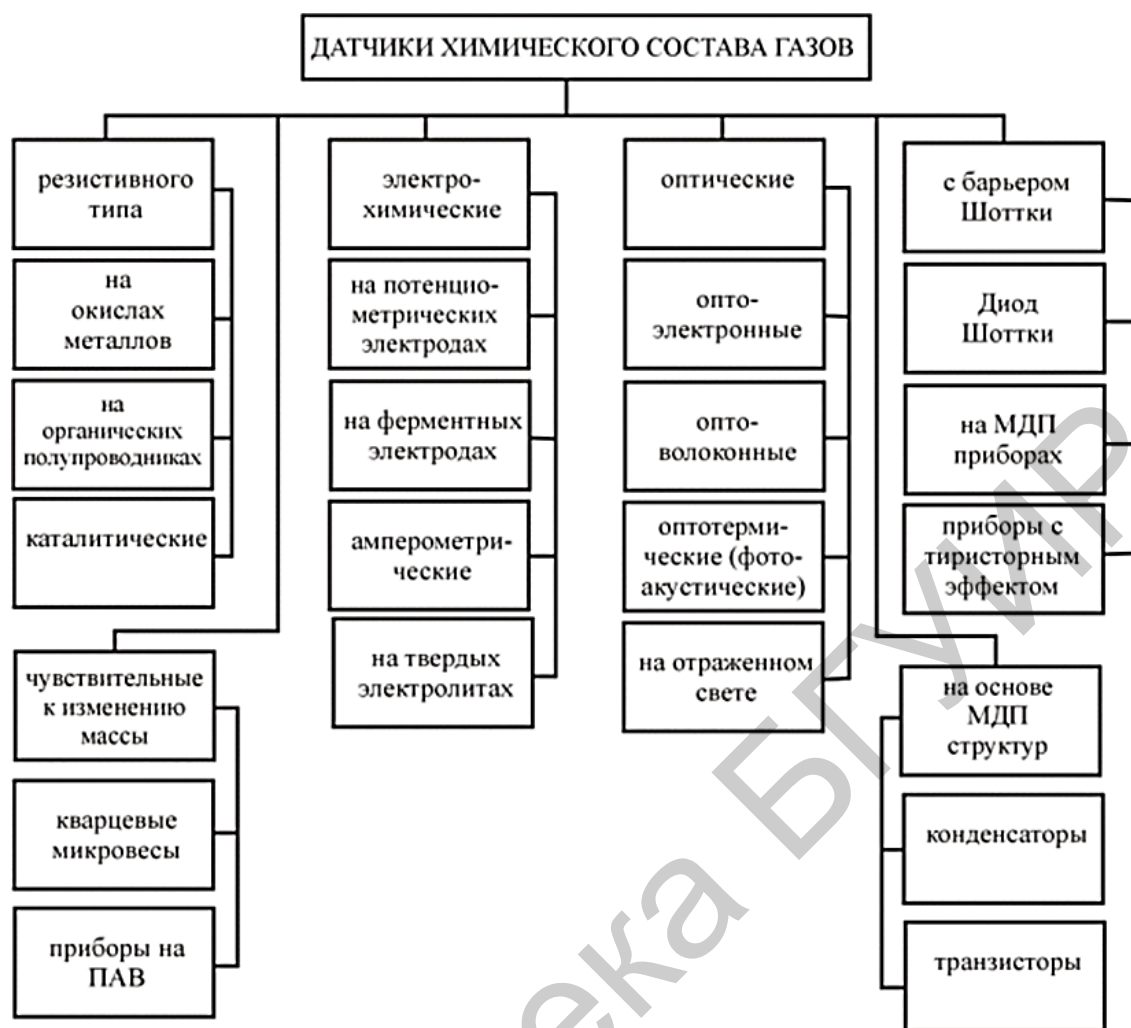 ДАТЧИКИ ХИМИЧЕСКОГО СОСТАВА ГАЗОВ
резистивного
типа
на
окислах
металлов
на
органических
полупроводниках
каталитические
чувствительные
к изменению
массы
кварцевые
микровесы
приборы на
ПАВ
электро-
химические
на потенцио-
метрических
электродах
на ферментных
электродах
амперометри-
ческие
на твердых
электролитах
оптические
опто-
электронные
опто-
волоконные
оптотерми-
ческие (фото-
акустические)
на отраженном
свете
с барьером
Шоттки
Диод
Шоттки
на МДП
приборах
приборы с
тиристорным
эффектом
на основе
МДП
структур
конденсаторы
транзисторы
ека БГУИР